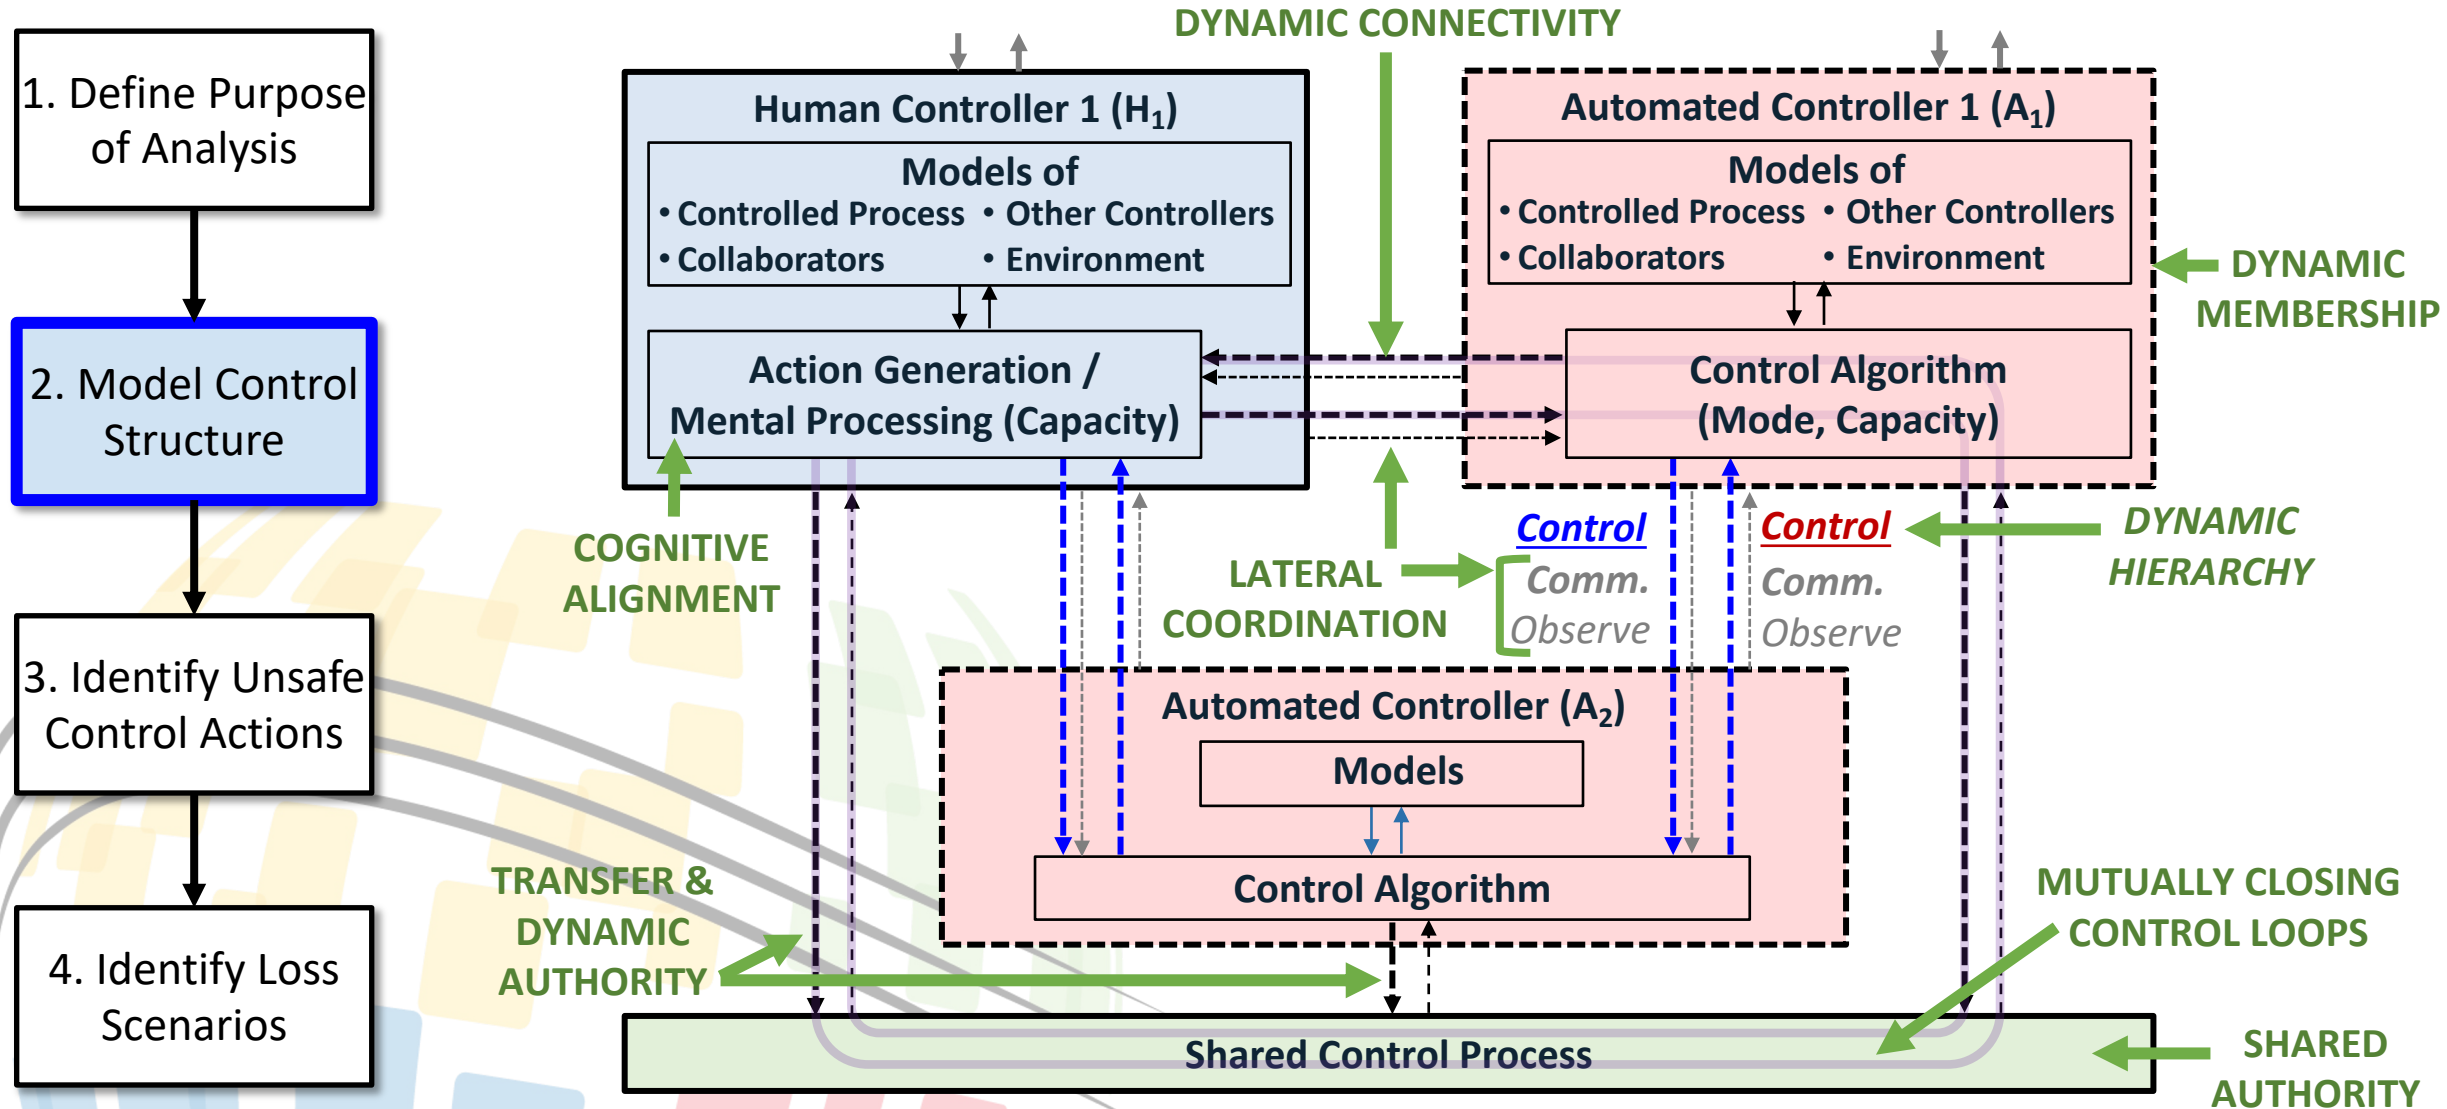 1. Define Purpose
of Analysis
2. Model Control
Structure
3. Identify Unsafe
Control Actions
4. Identify Loss
Scenarios
DYNAMIC CONNECTIVITY
Human Controller 1 (H₁)
Models of
• Controlled Process • Other Controllers
• Collaborators • Environment
Action Generation /
Mental Processing (Capacity)
Automated Controller 1 (A₁)
Models of
• Controlled Process • Other Controllers
• Collaborators • Environment
Control Algorithm
(Mode, Capacity)
DYNAMIC
MEMBERSHIP
COGNITIVE
ALIGNMENT
LATERAL
COORDINATION
Control
Comm.
Observe
Control
Comm.
Observe
DYNAMIC
HIERARCHY
Automated Controller (A₂)
Models
Control Algorithm
TRANSFER &
DYNAMIC
AUTHORITY
MUTUALLY CLOSING
CONTROL LOOPS
Shared Control Process
SHARED
AUTHORITY